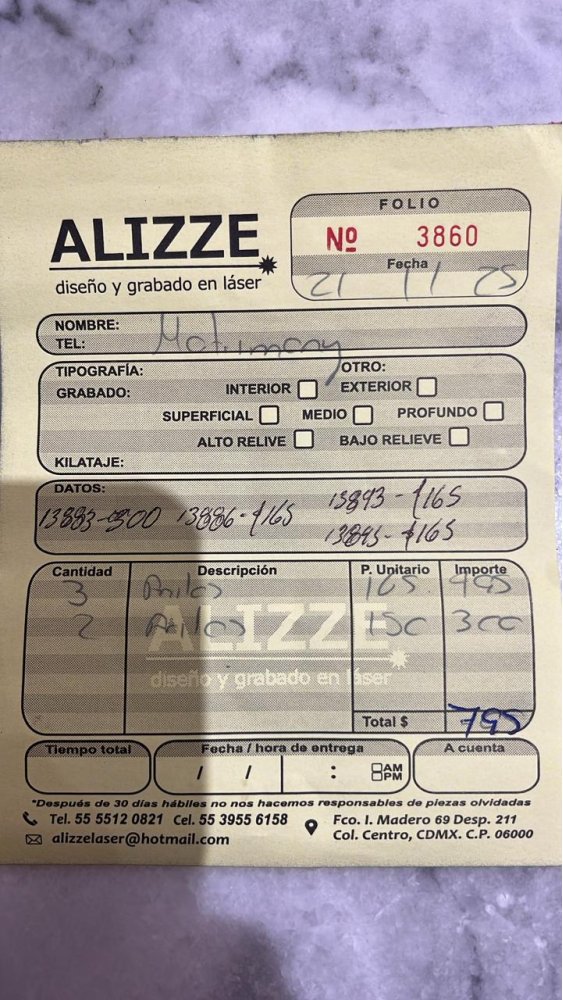 FOLIO
Nº 3860
Fecha
21 11 25
ALIZZE
diseño y grabado en láser
NOMBRE:
TEL: Matrimony
TIPOGRAFÍA: OTRO:
GRABADO: INTERIOR EXTERIOR
SUPERFICIAL MEDIO PROFUNDO
ALTO RELIVE BAJO RELIEVE
KILATAJE:
DATOS:
13893-$165
13883-300 13886-$165
13895-$165
Cantidad Descripción P. Unitario Importe
3 Anillos 165 495
2 Anillos 150 300
ALIZZE
diseño y grabado en láser
Total $ 795
Tiempo total Fecha / hora de entrega A cuenta
/ / : AM PM
*Después de 30 días hábiles no nos hacemos responsables de piezas olvidadas
Tel. 55 5512 0821 Cel. 55 3955 6158 Fco. I. Madero 69 Desp. 211
alizzelaser@hotmail.com Col. Centro, CDMX. C.P. 06000